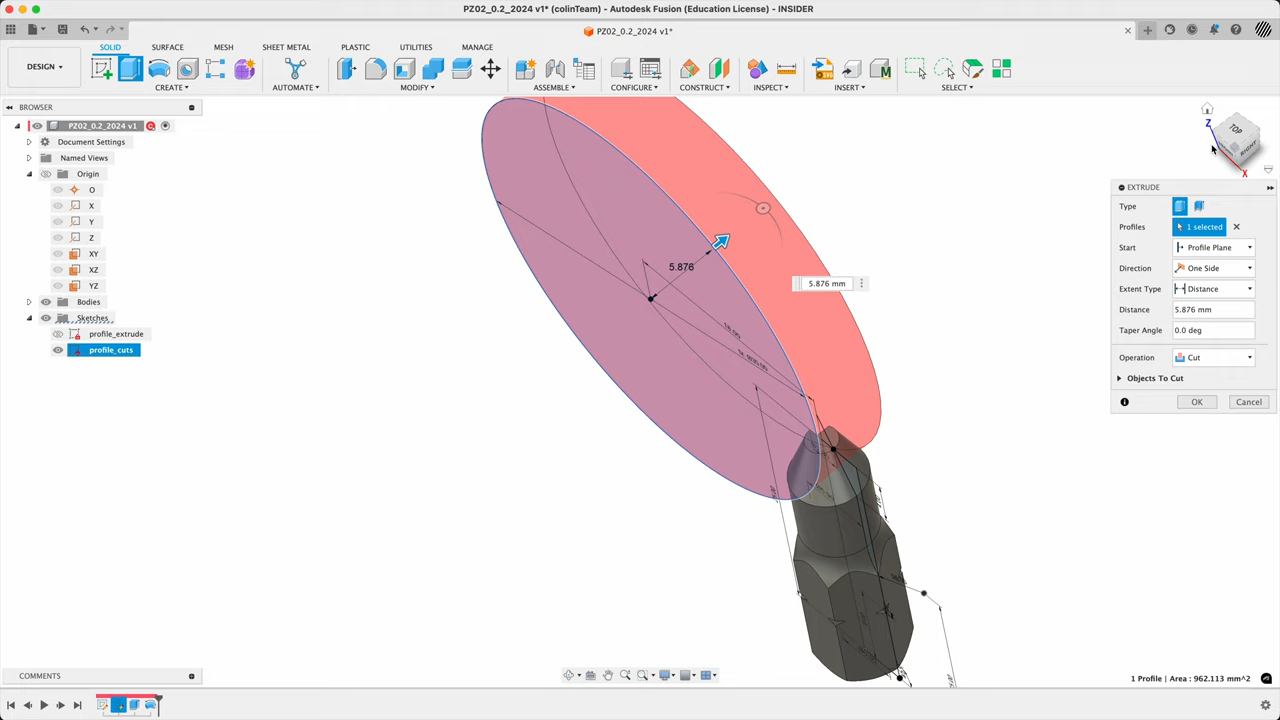 PZ02_0.2_2024 v1* (colinTeam) - Autodesk Fusion (Education License) - INSIDER
PZ02_0.2_2024 v1*
DESIGN
SOLID
SURFACE
MESH
SHEET METAL
PLASTIC
UTILITIES
MANAGE
CREATE
AUTOMATE
MODIFY
ASSEMBLE
CONFIGURE
CONSTRUCT
INSPECT
INSERT
SELECT
BROWSER
PZ02_0.2_2024 v1
Document Settings
Named Views
Origin
O
X
Y
Z
XY
XZ
YZ
Bodies
Sketches
profile_extrude
profile_cuts
5.876
5.876 mm
Z
TOP
RIGHT
X
EXTRUDE
Type
Profiles
1 selected
Start
Profile Plane
Direction
One Side
Extent Type
Distance
Distance
5.876 mm
Taper Angle
0.0 deg
Operation
Cut
Objects To Cut
OK
Cancel
COMMENTS
1 Profile | Area : 962.113 mm^2